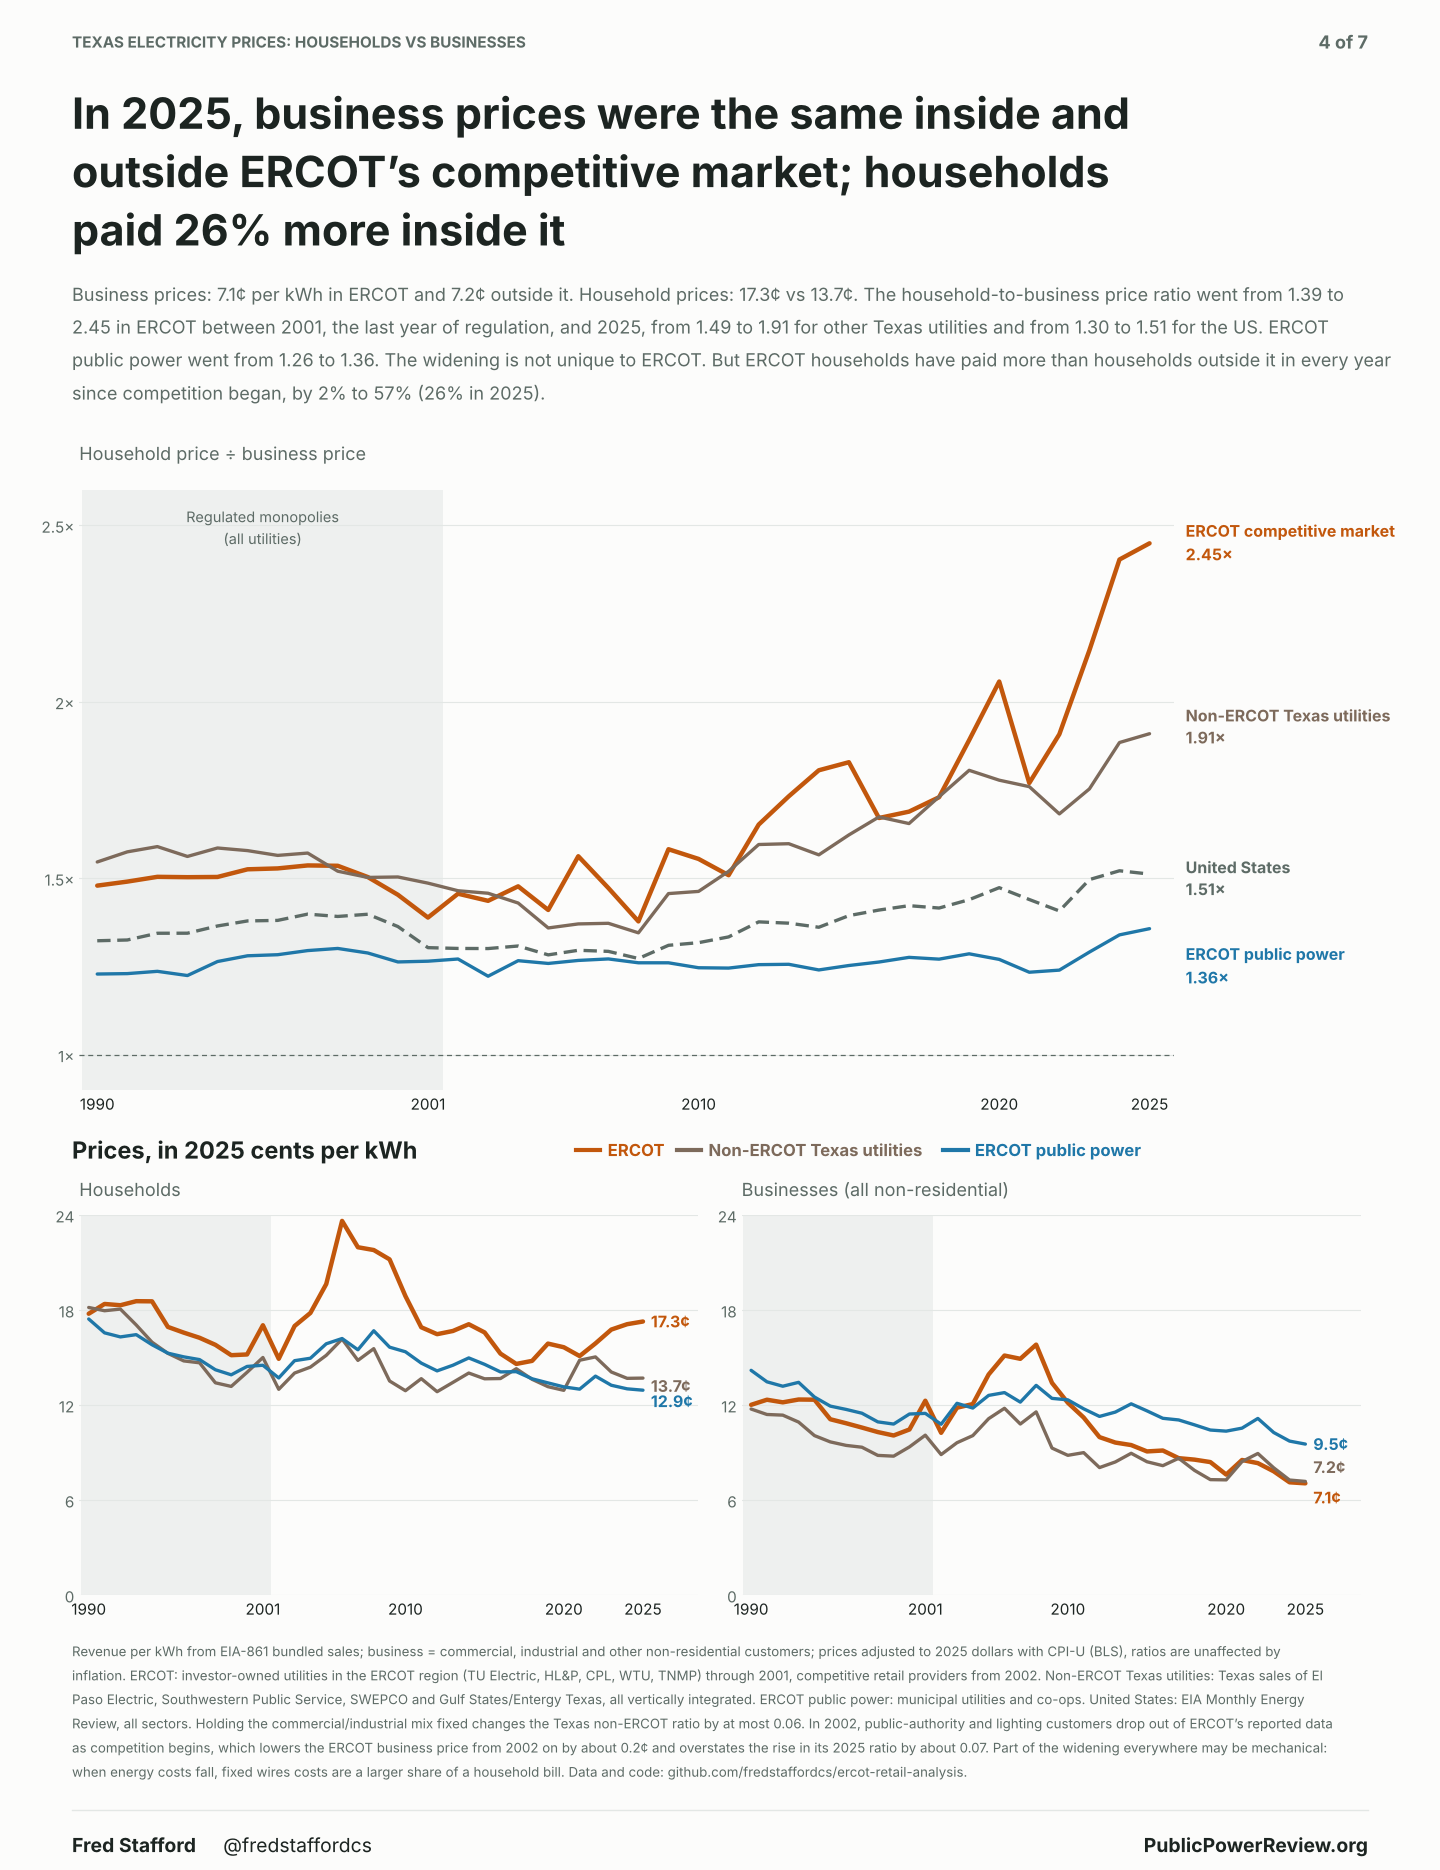 TEXAS ELECTRICITY PRICES: HOUSEHOLDS VS BUSINESSES
4 of 7
In 2025, business prices were the same inside and
outside ERCOT’s competitive market; households
paid 26% more inside it
Business prices: 7.1¢ per kWh in ERCOT and 7.2¢ outside it. Household prices: 17.3¢ vs 13.7¢. The household-to-business price ratio went from 1.39 to
2.45 in ERCOT between 2001, the last year of regulation, and 2025, from 1.49 to 1.91 for other Texas utilities and from 1.30 to 1.51 for the US. ERCOT
public power went from 1.26 to 1.36. The widening is not unique to ERCOT. But ERCOT households have paid more than households outside it in every year
since competition began, by 2% to 57% (26% in 2025).
Household price ÷ business price
Regulated monopolies
(all utilities)
2.5×
2×
1.5×
1×
ERCOT competitive market
2.45×
Non-ERCOT Texas utilities
1.91×
United States
1.51×
ERCOT public power
1.36×
1990 2001 2010 2020 2025
Prices, in 2025 cents per kWh
ERCOT Non-ERCOT Texas utilities ERCOT public power
Households
24
18
12
6
0
17.3¢
13.7¢
12.9¢
1990 2001 2010 2020 2025
Businesses (all non-residential)
24
18
12
6
0
9.5¢
7.2¢
7.1¢
1990 2001 2010 2020 2025
Revenue per kWh from EIA-861 bundled sales; business = commercial, industrial and other non-residential customers; prices adjusted to 2025 dollars with CPI-U (BLS), ratios are unaffected by
inflation. ERCOT: investor-owned utilities in the ERCOT region (TU Electric, HL&P, CPL, WTU, TNMP) through 2001, competitive retail providers from 2002. Non-ERCOT Texas utilities: Texas sales of El
Paso Electric, Southwestern Public Service, SWEPCO and Gulf States/Entergy Texas, all vertically integrated. ERCOT public power: municipal utilities and co-ops. United States: EIA Monthly Energy
Review, all sectors. Holding the commercial/industrial mix fixed changes the Texas non-ERCOT ratio by at most 0.06. In 2002, public-authority and lighting customers drop out of ERCOT’s reported data
as competition begins, which lowers the ERCOT business price from 2002 on by about 0.2¢ and overstates the rise in its 2025 ratio by about 0.07. Part of the widening everywhere may be mechanical:
when energy costs fall, fixed wires costs are a larger share of a household bill. Data and code: github.com/fredstaffordcs/ercot-retail-analysis.
Fred Stafford @fredstaffordcs
PublicPowerReview.org